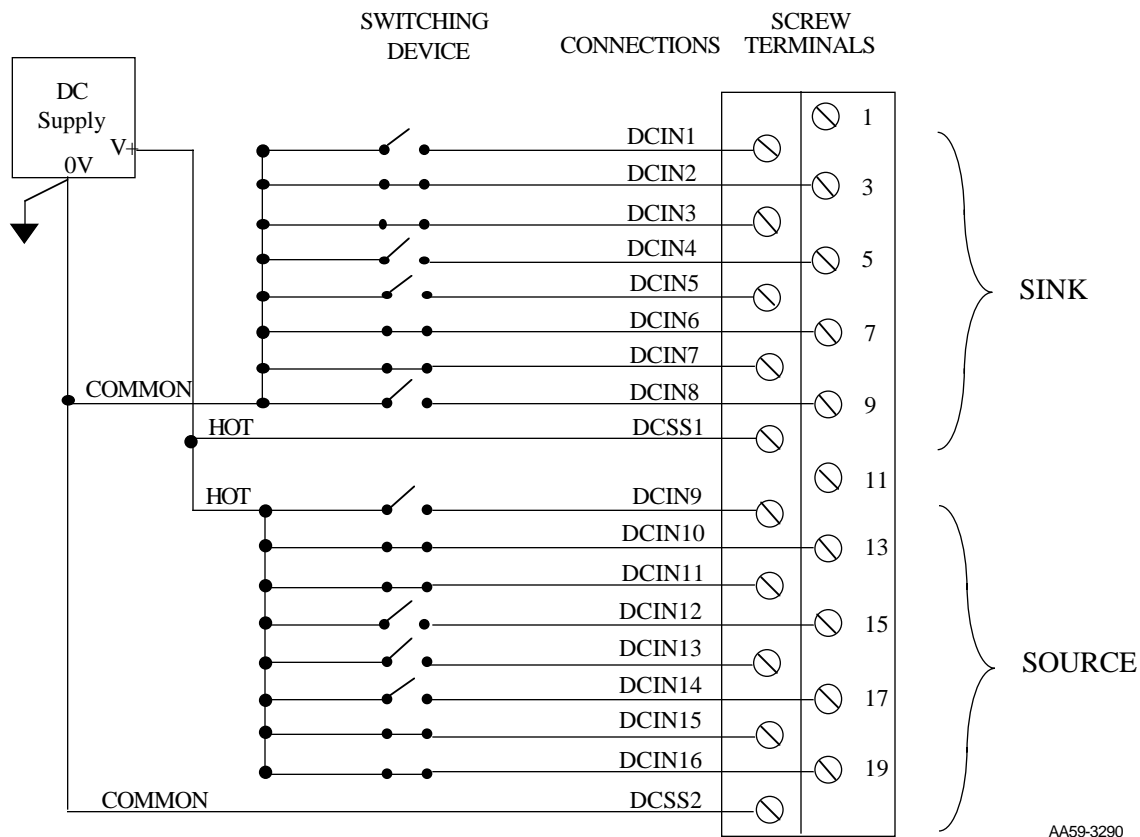 SWITCHING
DEVICE
CONNECTIONS
SCREW
TERMINALS
DC
Supply
V+
0V
DCIN1
1
DCIN2
3
DCIN3
DCIN4
5
DCIN5
SINK
DCIN6
7
DCIN7
COMMON
DCIN8
9
HOT
DCSS1
11
HOT
DCIN9
DCIN10
13
DCIN11
DCIN12
15
DCIN13
SOURCE
DCIN14
17
DCIN15
DCIN16
19
COMMON
DCSS2
AA59-3290